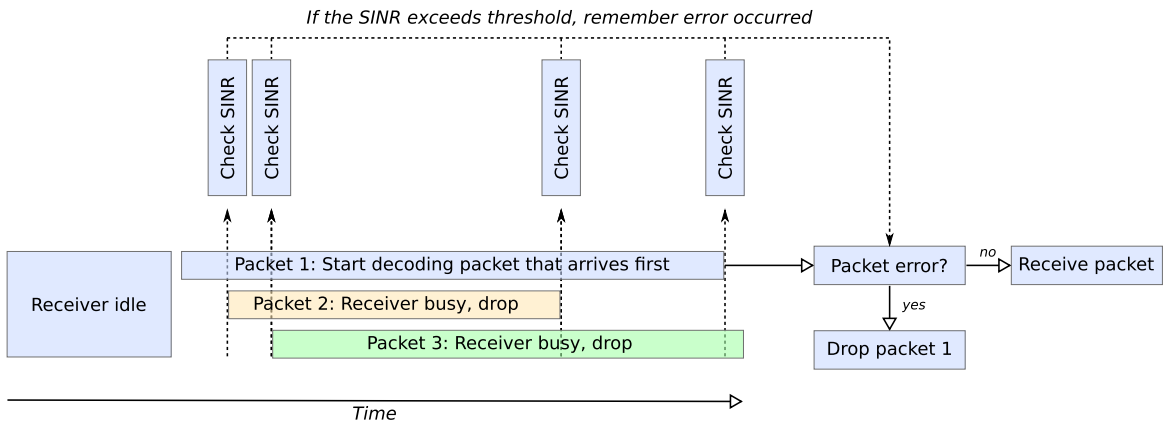 If the SINR exceeds threshold, remember error occurred
Check SINR
Check SINR
Check SINR
Check SINR
Receiver idle
Packet 1: Start decoding packet that arrives first
Packet 2: Receiver busy, drop
Packet 3: Receiver busy, drop
Packet error?
no
Receive packet
yes
Drop packet 1
Time